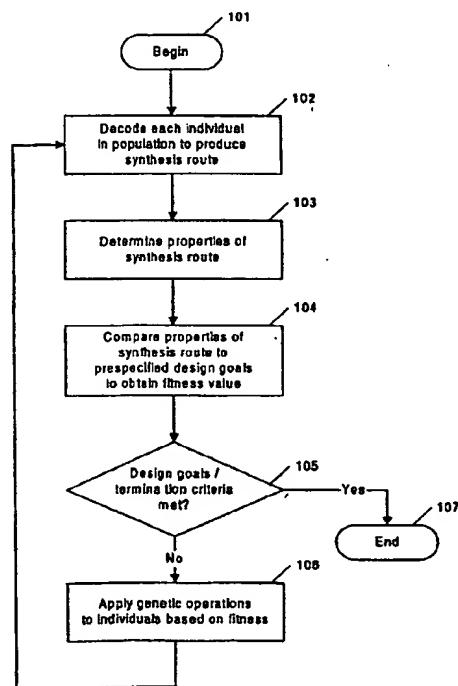 101
Begin
102
Decode each individual
in population to produce
synthesis route
103
Determine properties of
synthesis route
104
Compare properties of
synthesis route to
prespecified design goals
to obtain fitness value
105
Design goals /
termination criteria
met?
Yes
107
End
No
106
Apply genetic operations
to individuals based on fitness